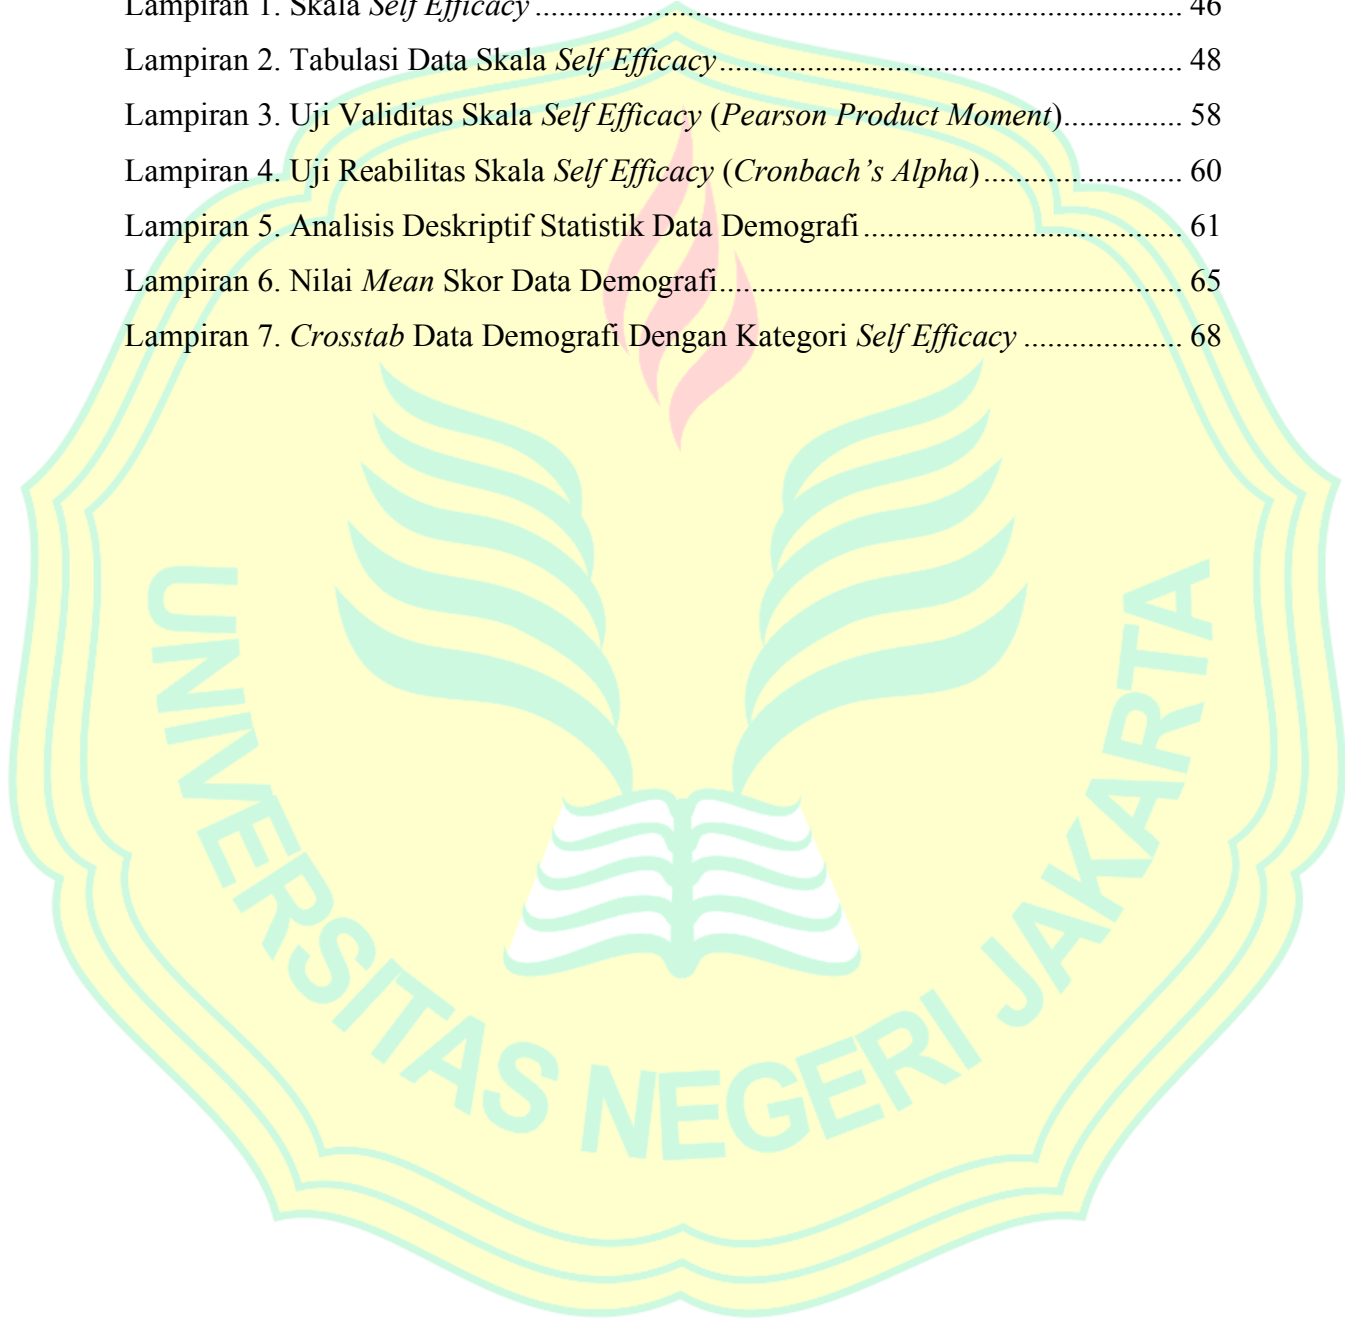 Lampiran 1. Skala Self Efficacy ................................................................................ 46
Lampiran 2. Tabulasi Data Skala Self Efficacy.......................................................... 48
Lampiran 3. Uji Validitas Skala Self Efficacy (Pearson Product Moment)............... 58
Lampiran 4. Uji Reabilitas Skala Self Efficacy (Cronbach’s Alpha)......................... 60
Lampiran 5. Analisis Deskriptif Statistik Data Demografi........................................ 61
Lampiran 6. Nilai Mean Skor Data Demografi.......................................................... 65
Lampiran 7. Crosstab Data Demografi Dengan Kategori Self Efficacy .................... 68
UNIVERSITAS NEGERI JAKARTA